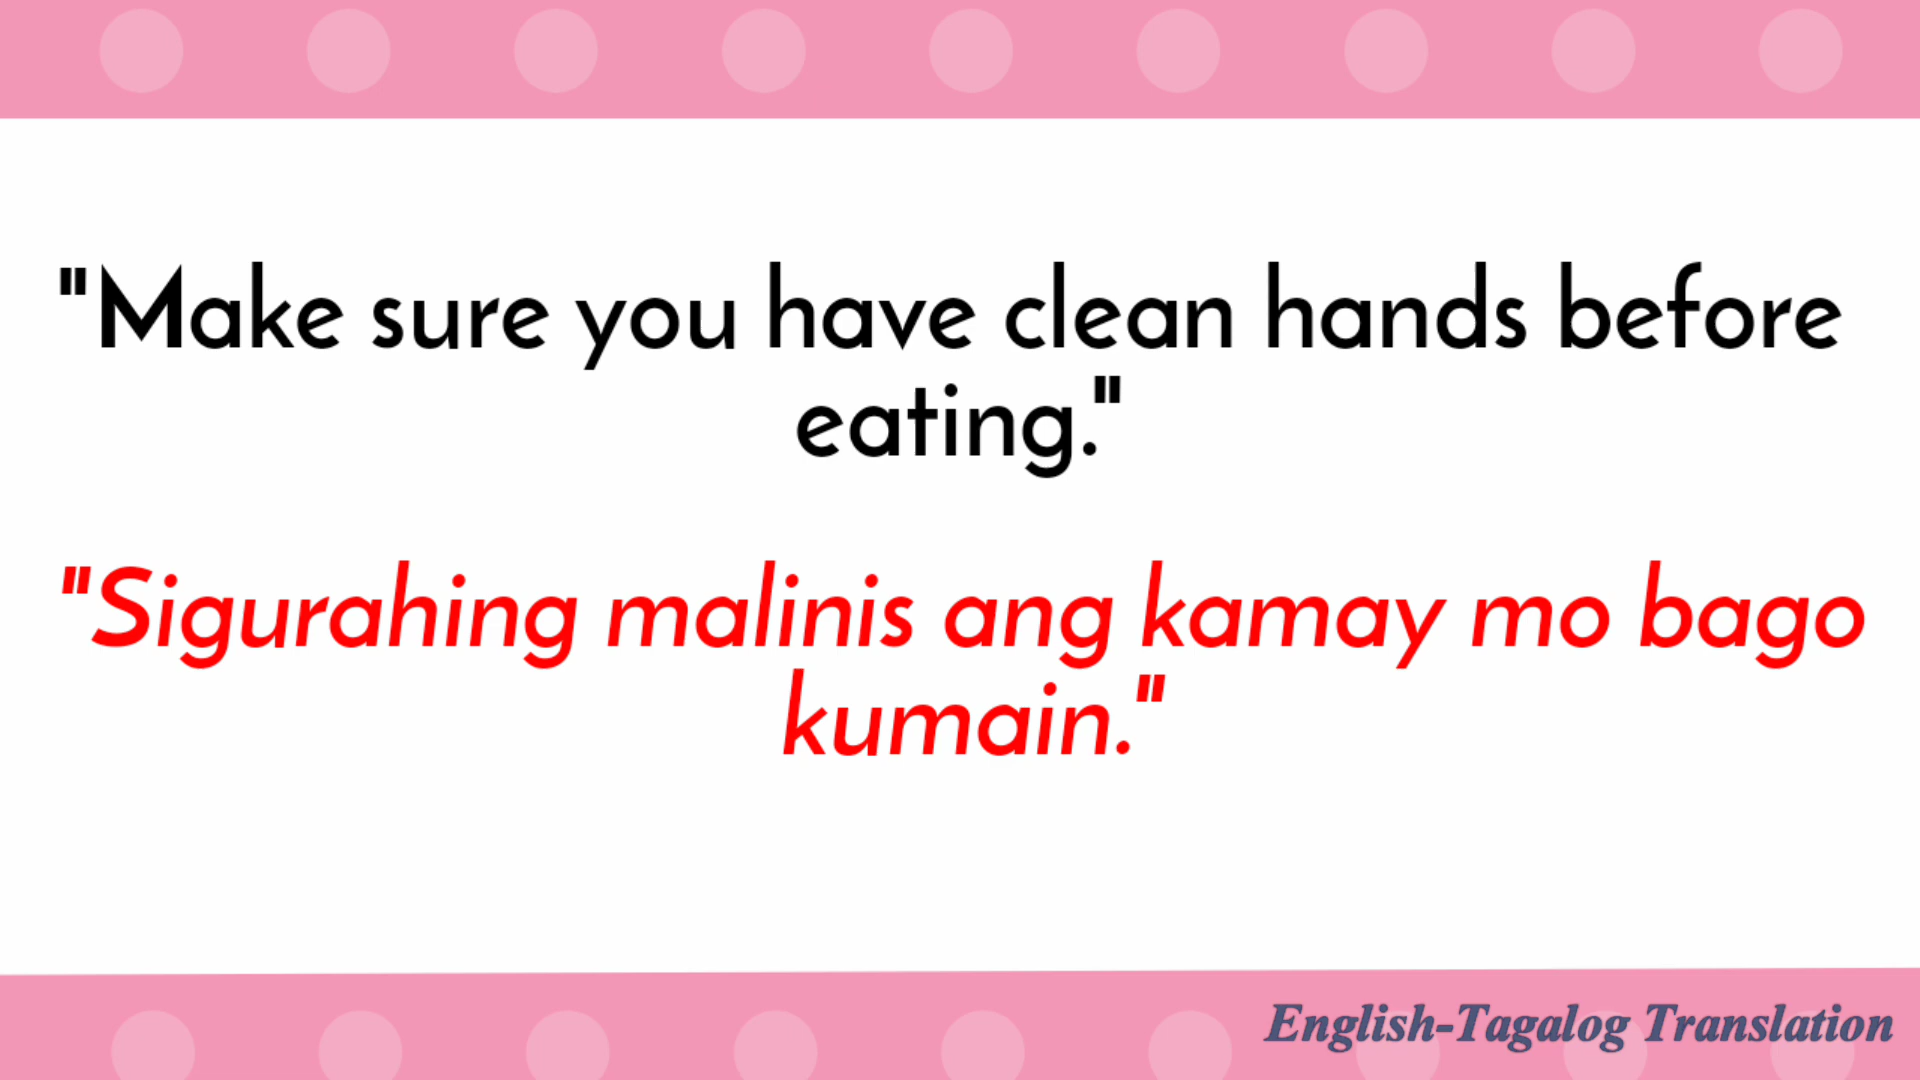 "Make sure you have clean hands before
eating."
"Sigurahing malinis ang kamay mo bago
kumain."
English-Tagalog Translation